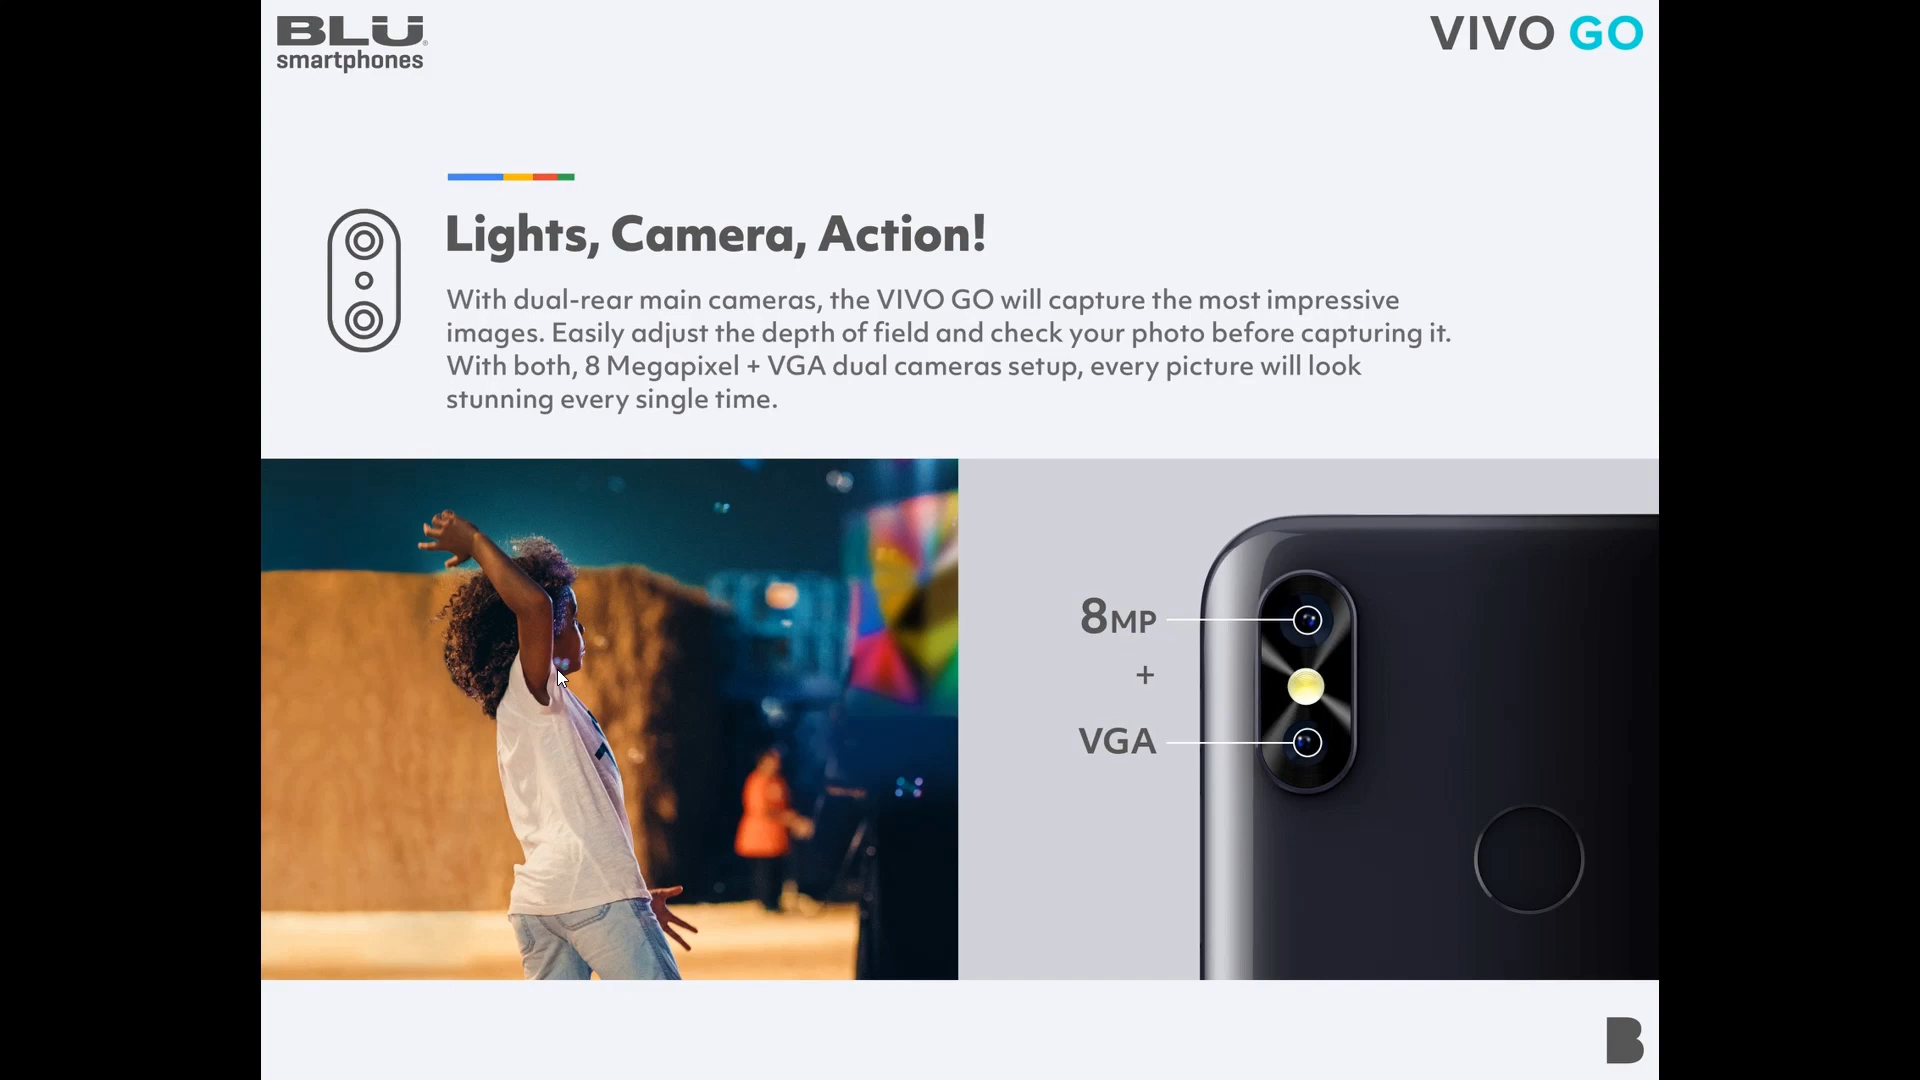 BLU®
smartphones
VIVO GO
Lights, Camera, Action!
With dual-rear main cameras, the VIVO GO will capture the most impressive
images. Easily adjust the depth of field and check your photo before capturing it.
With both, 8 Megapixel + VGA dual cameras setup, every picture will look
stunning every single time.
8MP
+
VGA
B